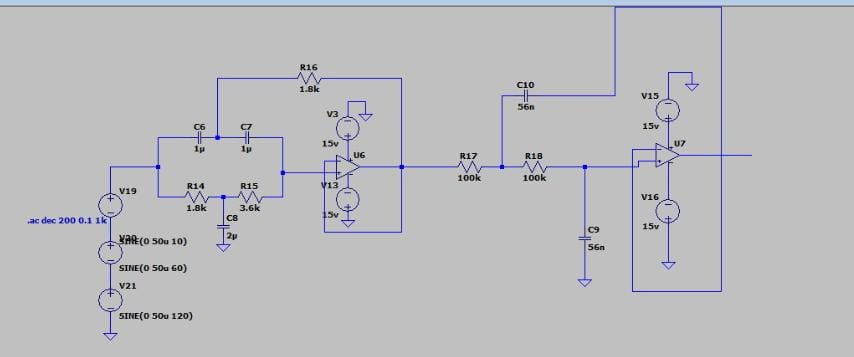 R16
1.8k
C10
56n
V15
15v
C6
1µ
C7
1µ
V3
15v
U6
R17
100k
R18
100k
U7
R14
1.8k
R15
3.6k
V13
15v
V19
C8
2µ
V16
15v
.ac dec 200 0.1 1k
V20
SINE(0 50u 10)
C9
56n
SINE(0 50u 60)
V21
SINE(0 50u 120)